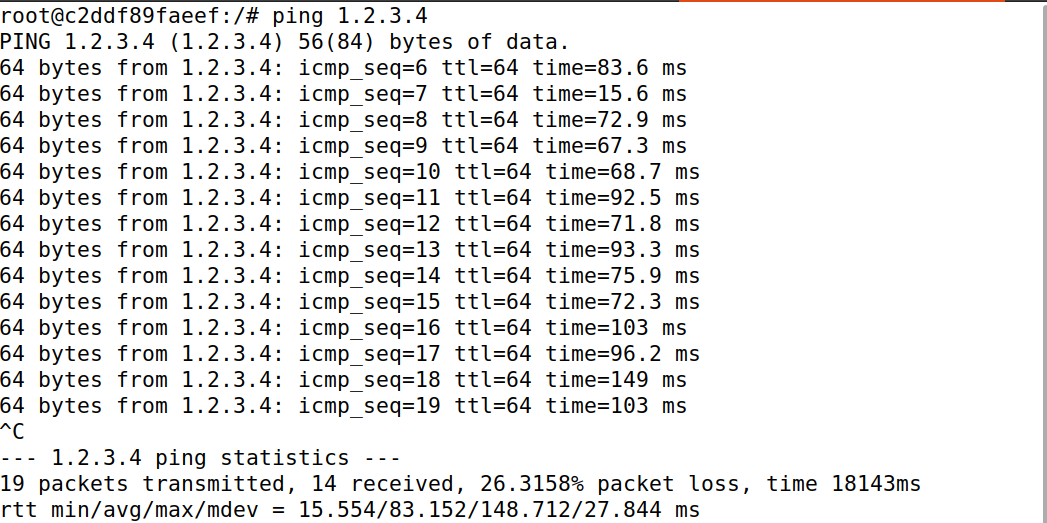 root@c2ddf89faeef:/# ping 1.2.3.4
PING 1.2.3.4 (1.2.3.4) 56(84) bytes of data.
64 bytes from 1.2.3.4: icmp_seq=6 ttl=64 time=83.6 ms
64 bytes from 1.2.3.4: icmp_seq=7 ttl=64 time=15.6 ms
64 bytes from 1.2.3.4: icmp_seq=8 ttl=64 time=72.9 ms
64 bytes from 1.2.3.4: icmp_seq=9 ttl=64 time=67.3 ms
64 bytes from 1.2.3.4: icmp_seq=10 ttl=64 time=68.7 ms
64 bytes from 1.2.3.4: icmp_seq=11 ttl=64 time=92.5 ms
64 bytes from 1.2.3.4: icmp_seq=12 ttl=64 time=71.8 ms
64 bytes from 1.2.3.4: icmp_seq=13 ttl=64 time=93.3 ms
64 bytes from 1.2.3.4: icmp_seq=14 ttl=64 time=75.9 ms
64 bytes from 1.2.3.4: icmp_seq=15 ttl=64 time=72.3 ms
64 bytes from 1.2.3.4: icmp_seq=16 ttl=64 time=103 ms
64 bytes from 1.2.3.4: icmp_seq=17 ttl=64 time=96.2 ms
64 bytes from 1.2.3.4: icmp_seq=18 ttl=64 time=149 ms
64 bytes from 1.2.3.4: icmp_seq=19 ttl=64 time=103 ms
^C
--- 1.2.3.4 ping statistics ---
19 packets transmitted, 14 received, 26.3158% packet loss, time 18143ms
rtt min/avg/max/mdev = 15.554/83.152/148.712/27.844 ms